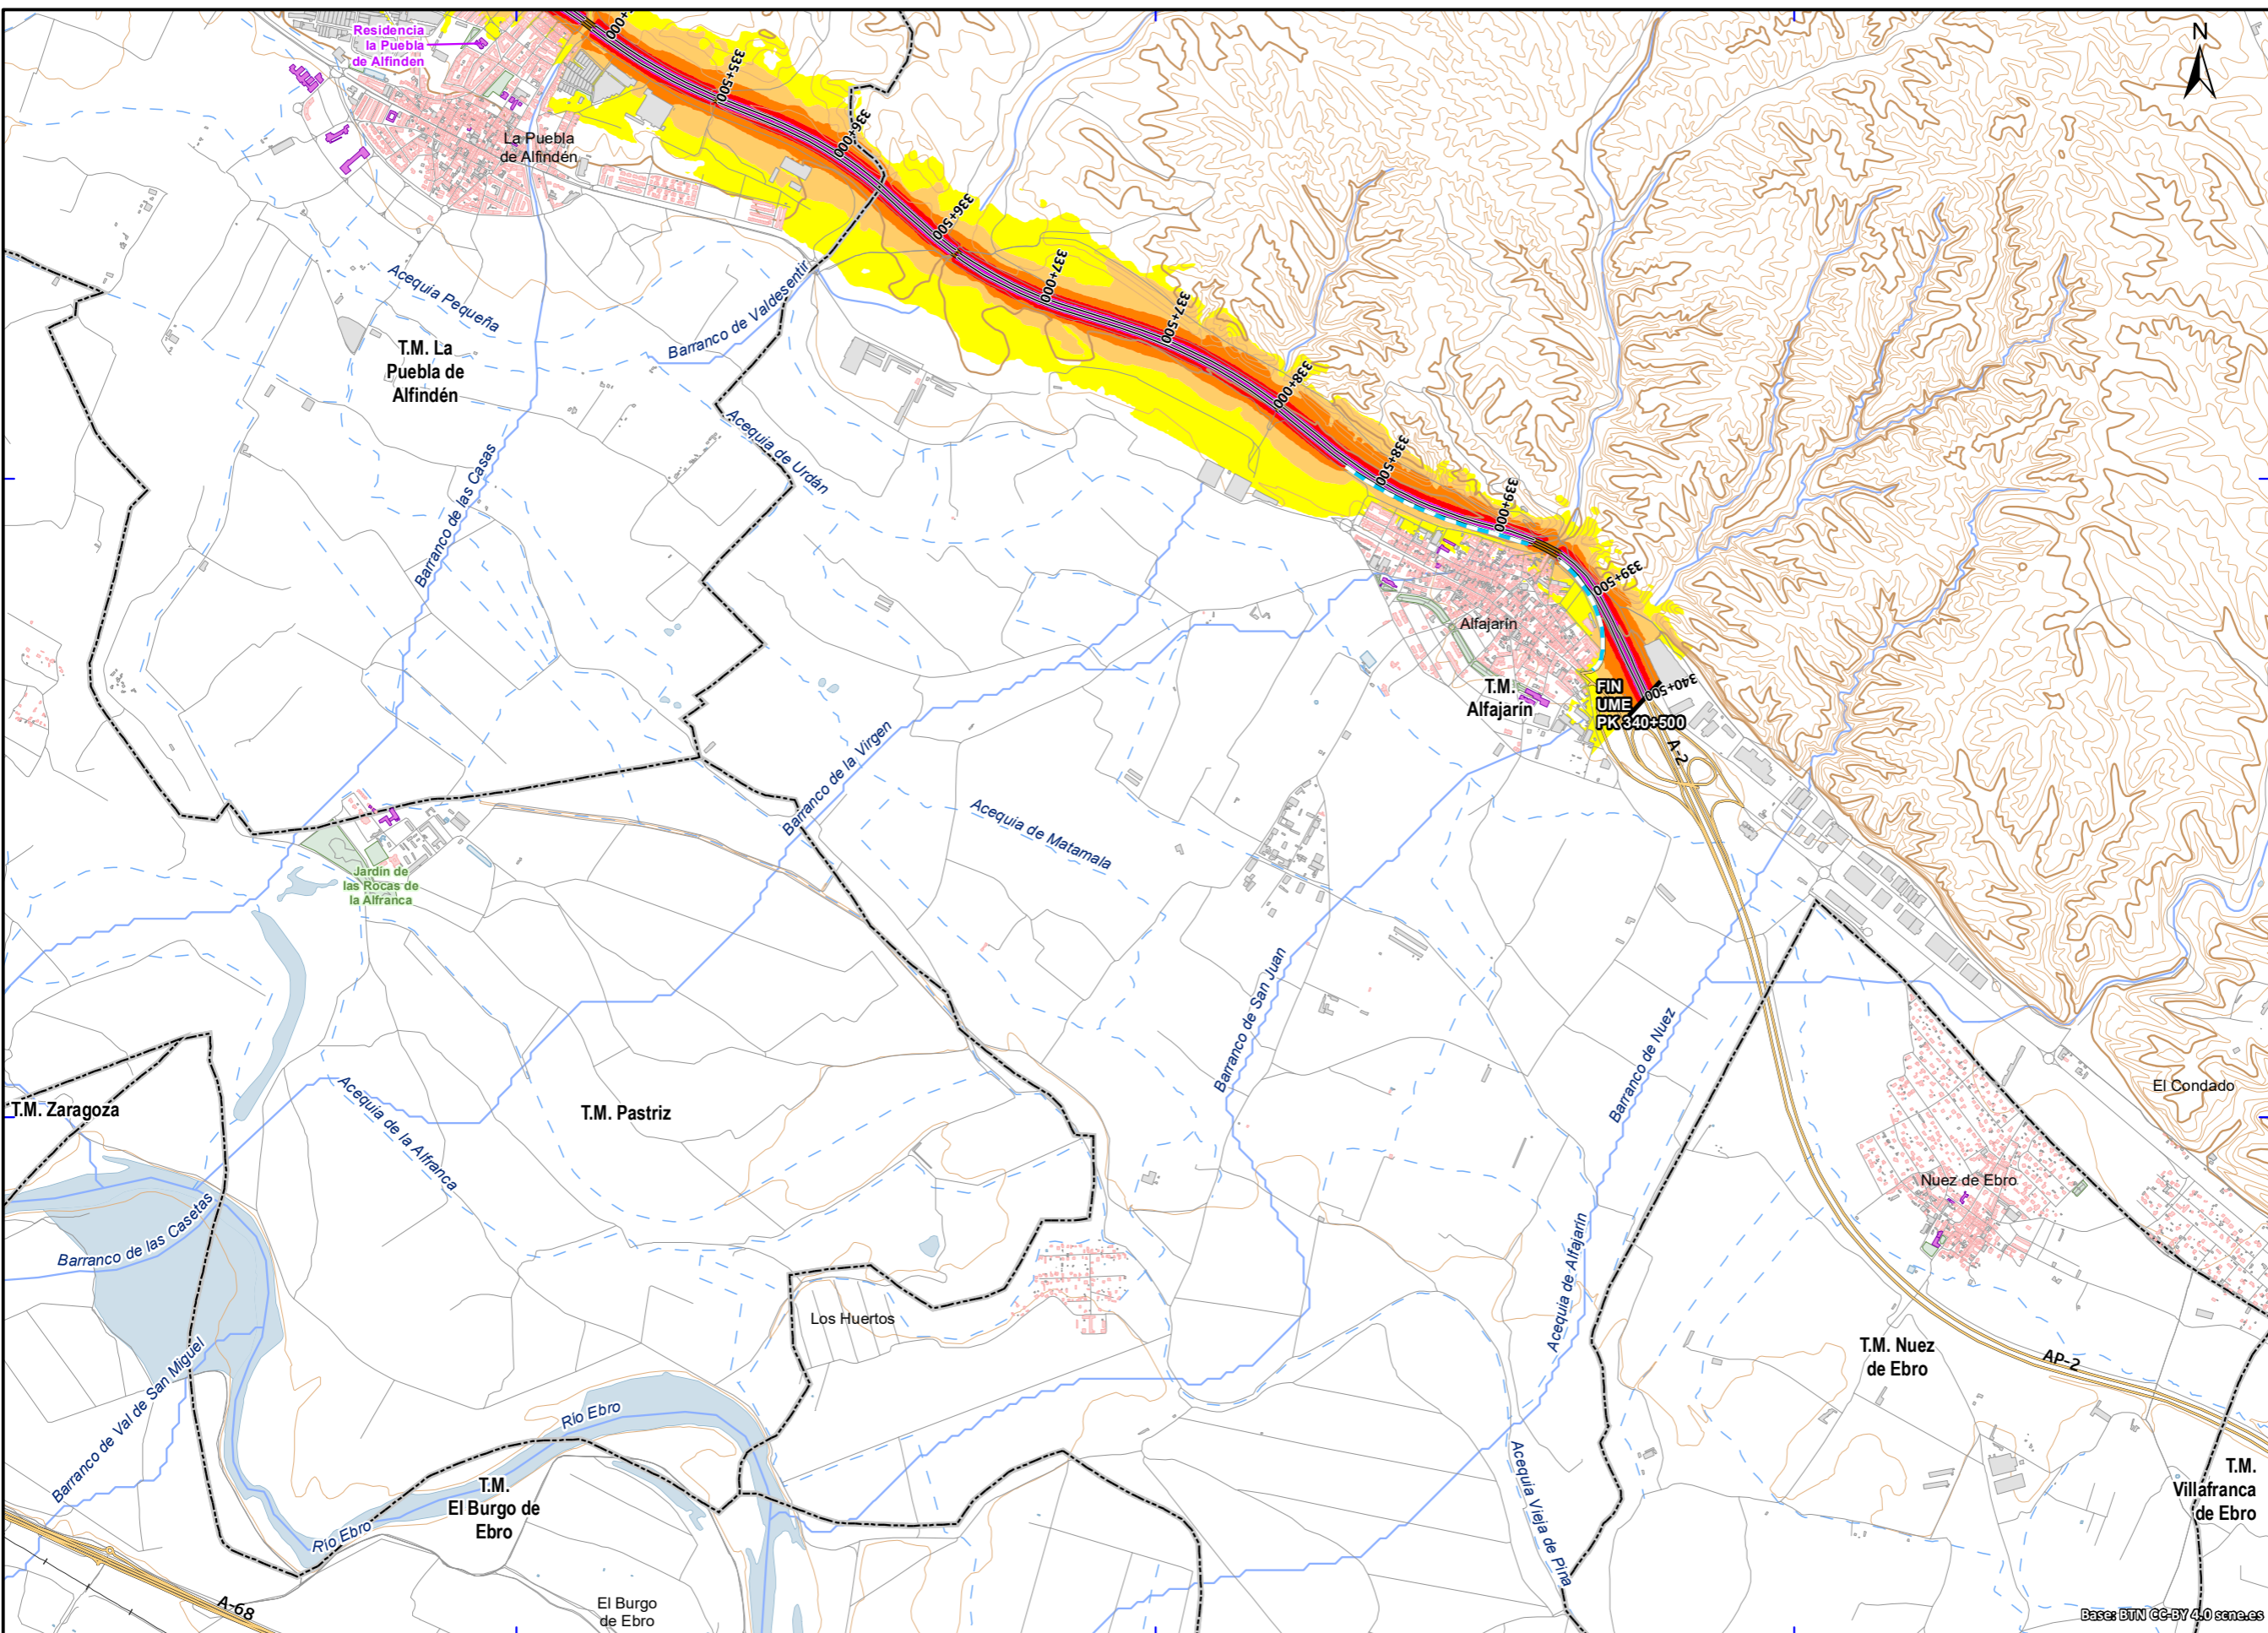 N
Residencia
la Puebla
de Alfinden
335+500
336+000
La Puebla
de Alfindén
336+500
337+000
337+500
338+000
338+500
339+000
339+500
340+500
Acequia Pequeña
Barranco de Valdesentir
T.M. La
Puebla de
Alfindén
Acequia de Urdán
Barranco de las Casas
Alfajarín
T.M.
Alfajarín
FIN
UME
PK 340+500
A-2
Barranco de la Virgen
Acequia de Matamala
Jardín de
las Rocas de
la Alfranca
Barranco de San Juan
Barranco de Nuez
El Condado
T.M. Zaragoza
Acequia de la Alfranca
T.M. Pastriz
Nuez de Ebro
Barranco de las Casetas
Acequia de Alfajarín
Los Huertos
T.M. Nuez
de Ebro
AP-2
Barranco de Val de San Miguel
Río Ebro
T.M.
El Burgo de
Ebro
Río Ebro
Acequia Vieja de Pina
T.M.
Villafranca
de Ebro
A-68
El Burgo
de Ebro
Base: BTN CC-BY 4.0 scne.es